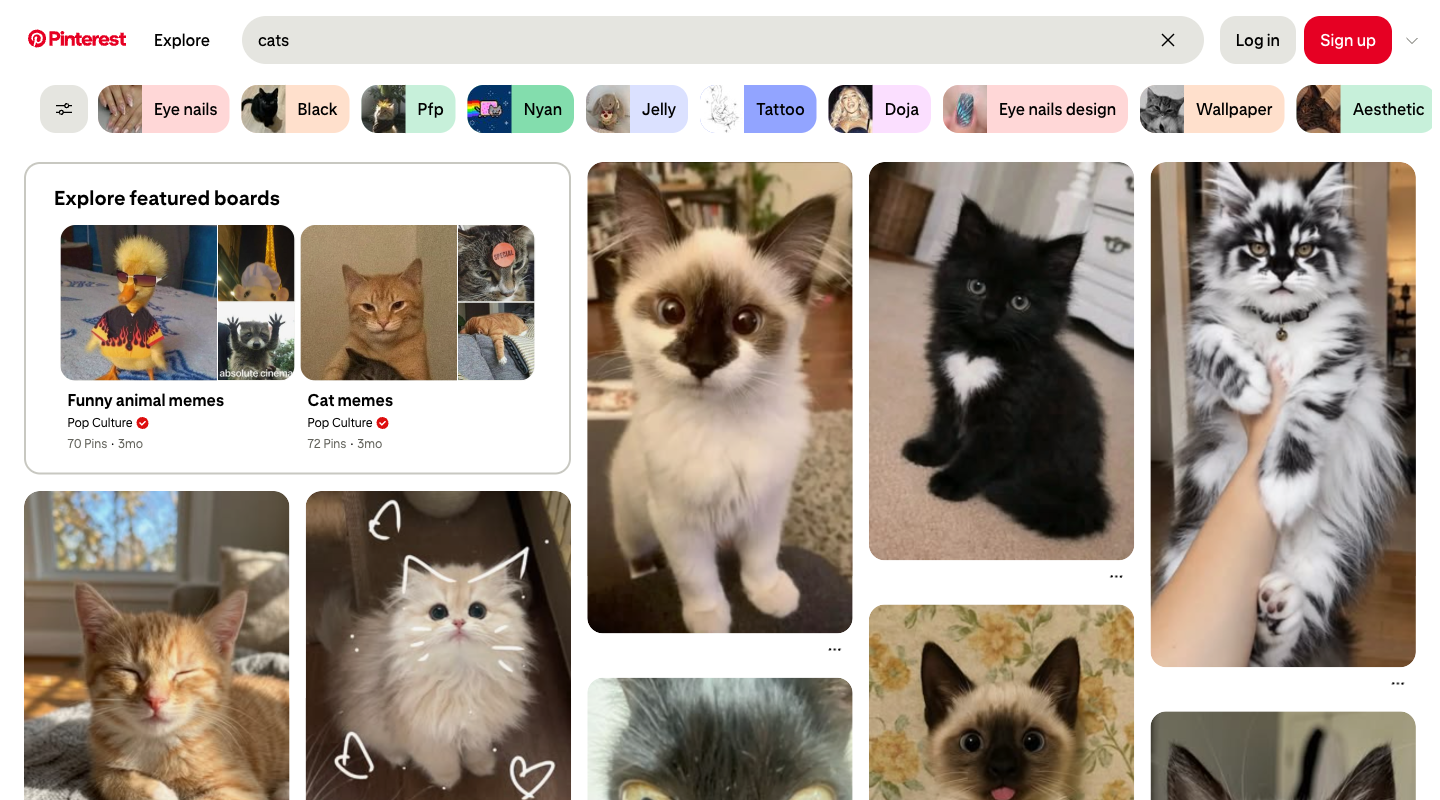 Pinterest
Explore
cats
Log in
Sign up
Eye nails
Black
Pfp
Nyan
Jelly
Tattoo
Doja
Eye nails design
Wallpaper
Aesthetic
Explore featured boards
SPECIAL
absolute cinema
Funny animal memes
Pop Culture
70 Pins · 3mo
Cat memes
Pop Culture
72 Pins · 3mo